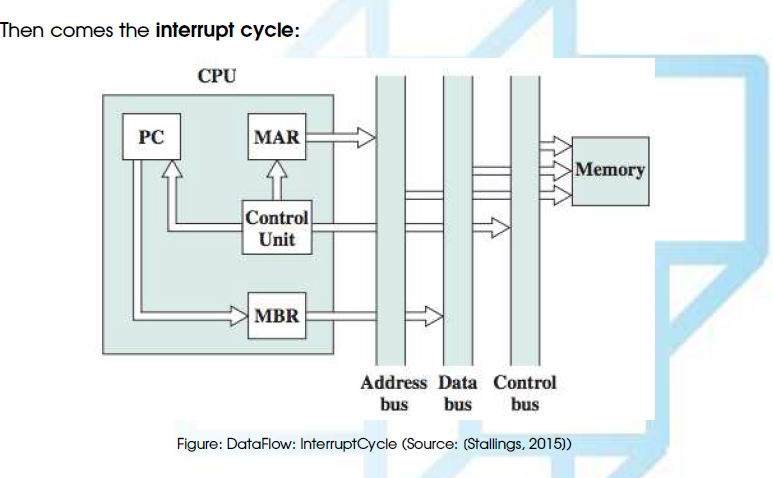 Then comes the interrupt cycle:
CPU
PC
MAR
Memory
Control
Unit
MBR
Address Data Control
bus bus bus
Figure: DataFlow: InterruptCycle (Source: (Stallings, 2015))